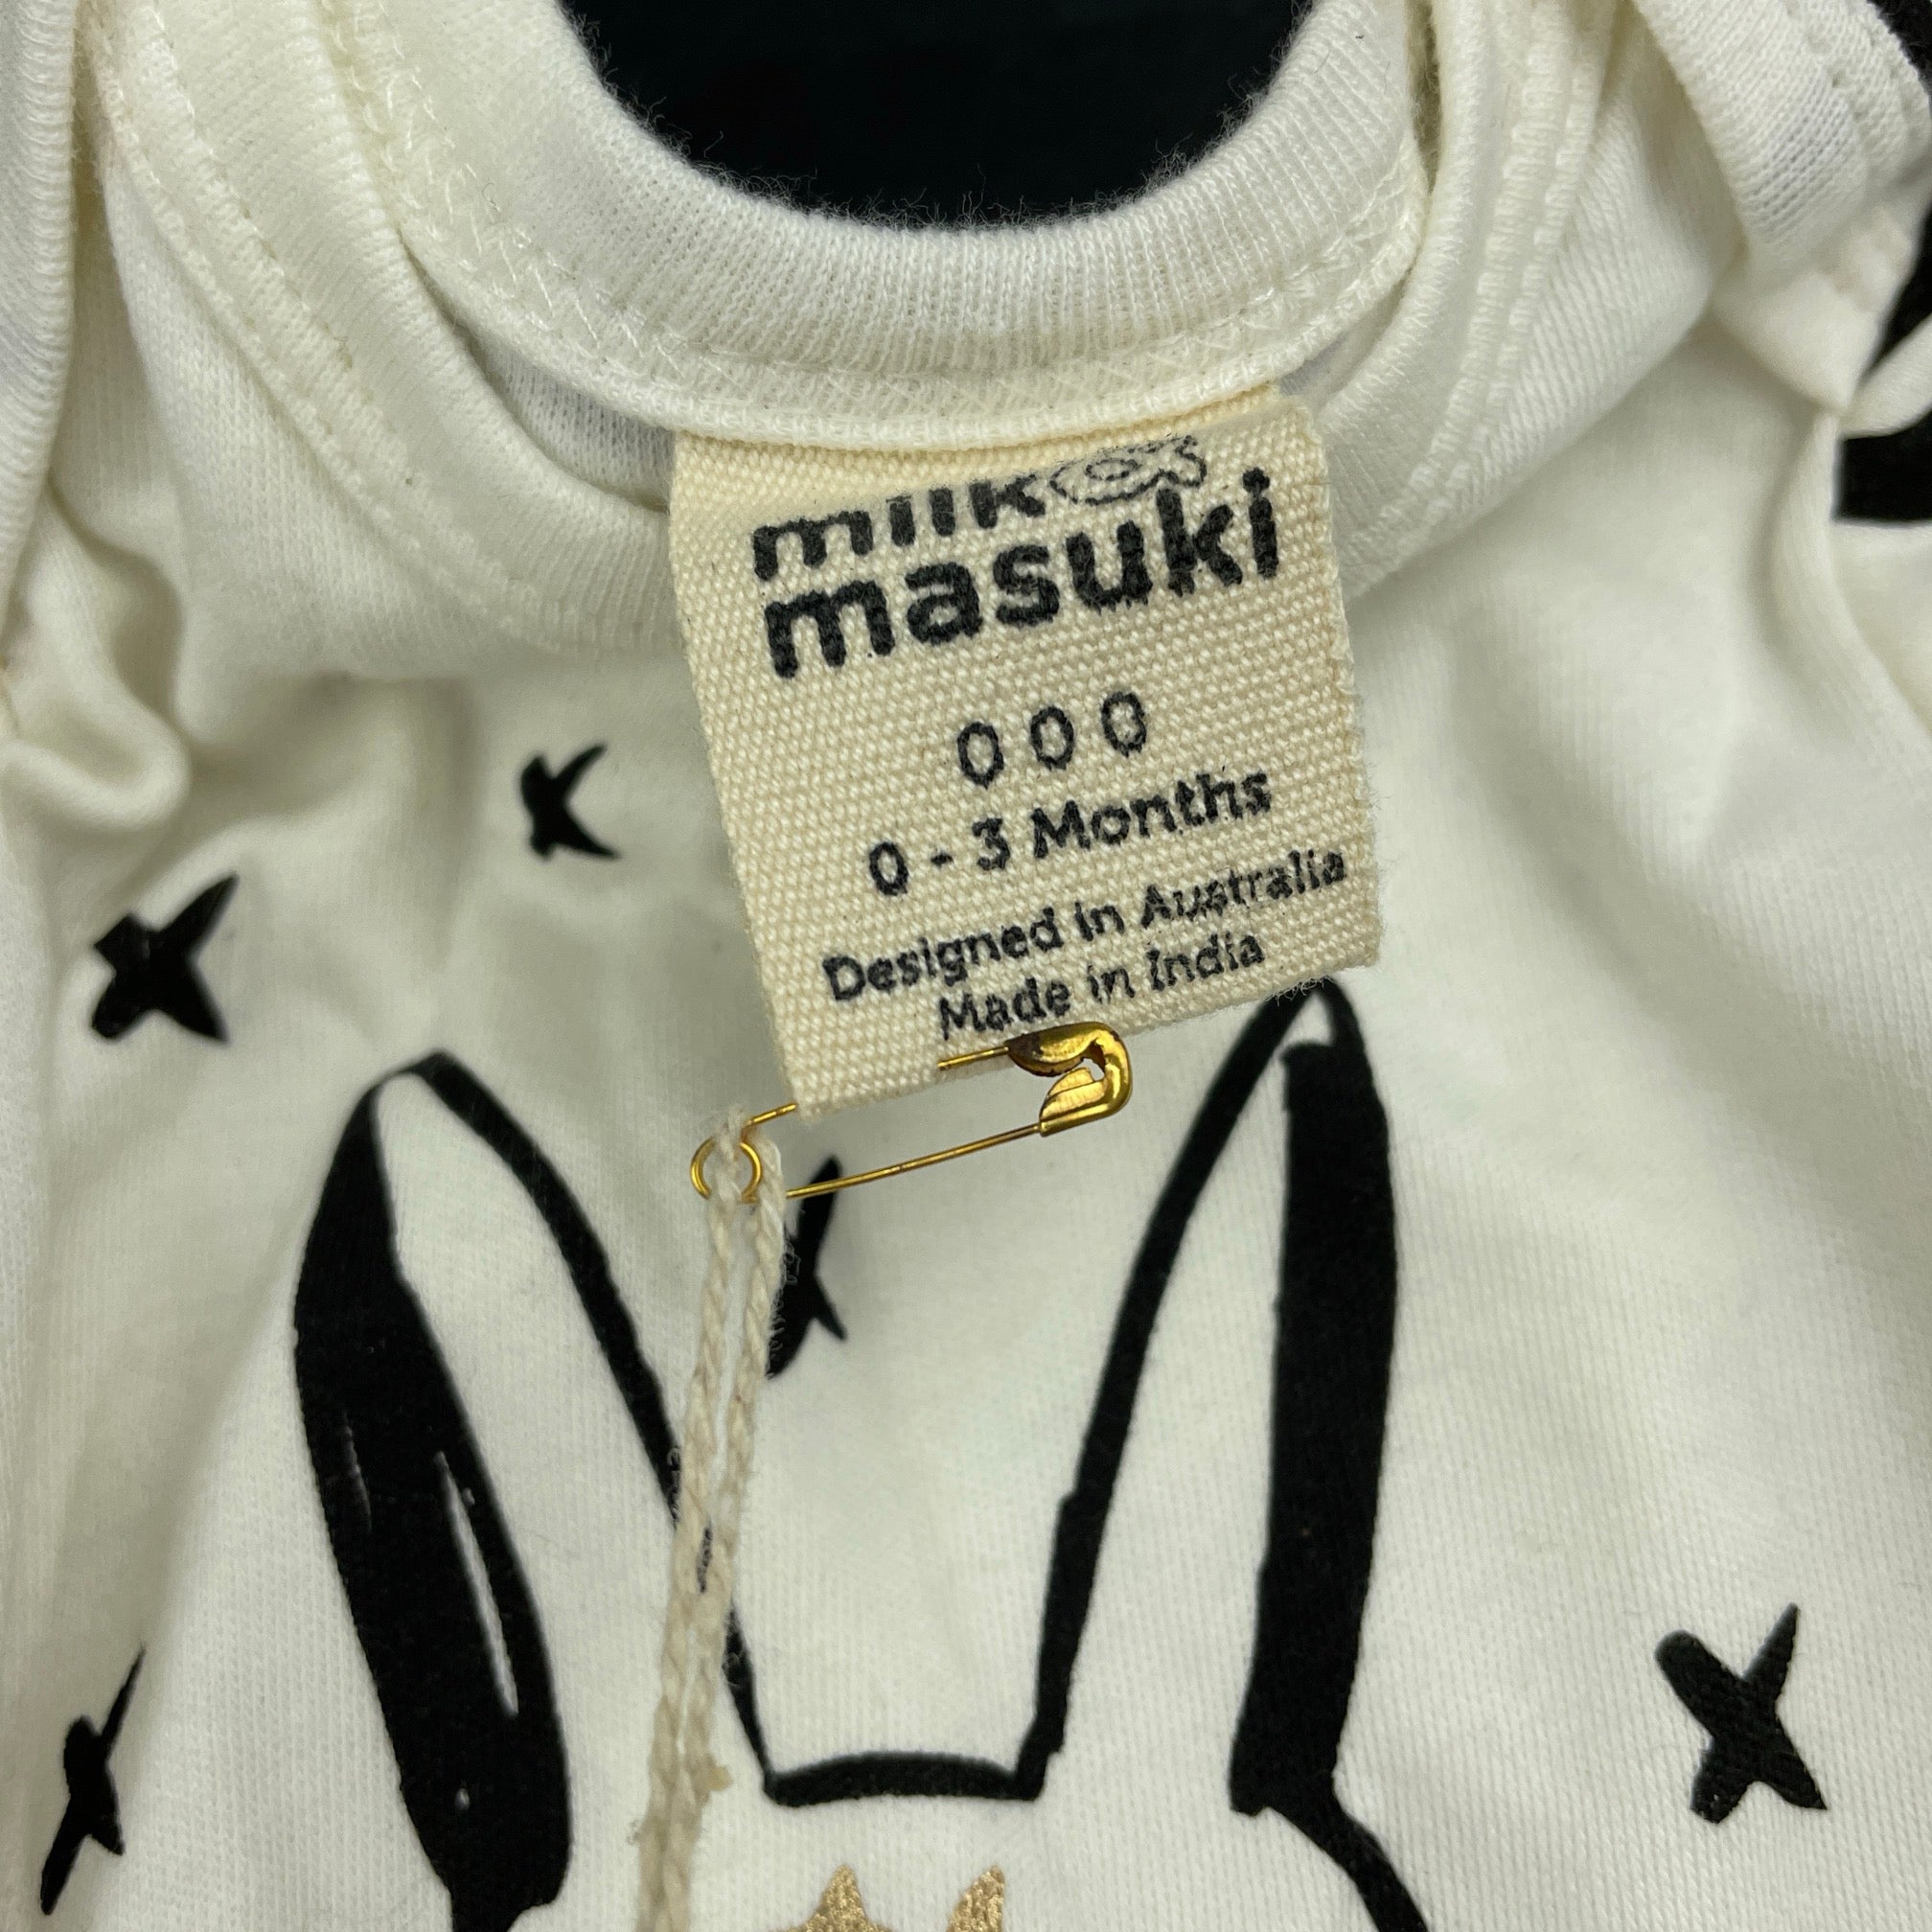 milk&
masuki
000
0 - 3 Months
Designed in Australia
Made in India